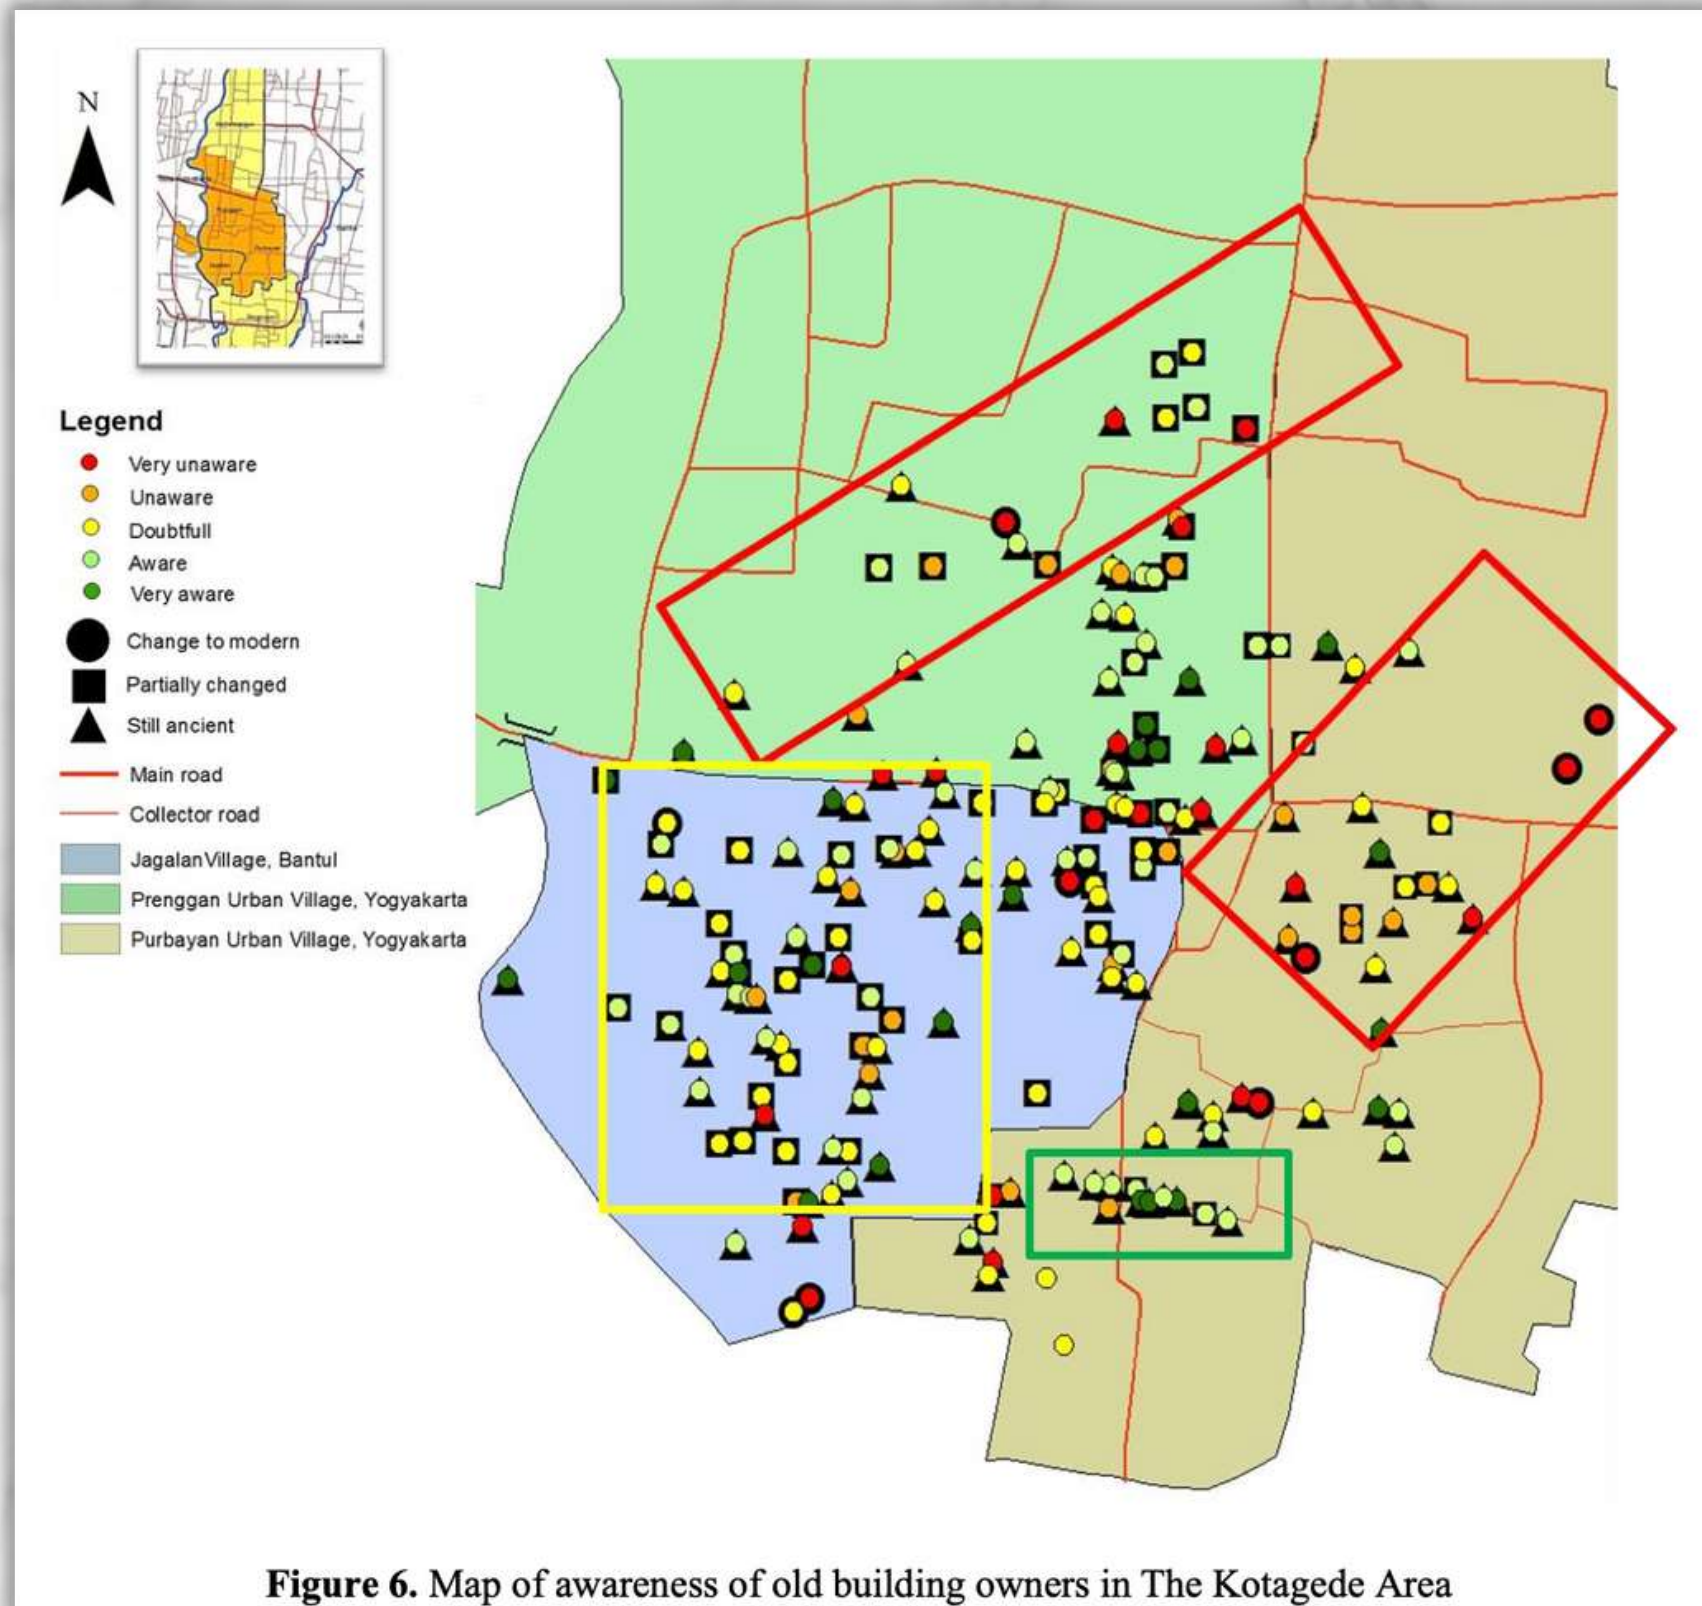 N
Legend
Very unaware
Unaware
Doubtfull
Aware
Very aware
Change to modern
Partially changed
Still ancient
Main road
Collector road
JagalanVillage, Bantul
Prenggan Urban Village, Yogyakarta
Purbayan Urban Village, Yogyakarta
Figure 6. Map of awareness of old building owners in The Kotagede Area